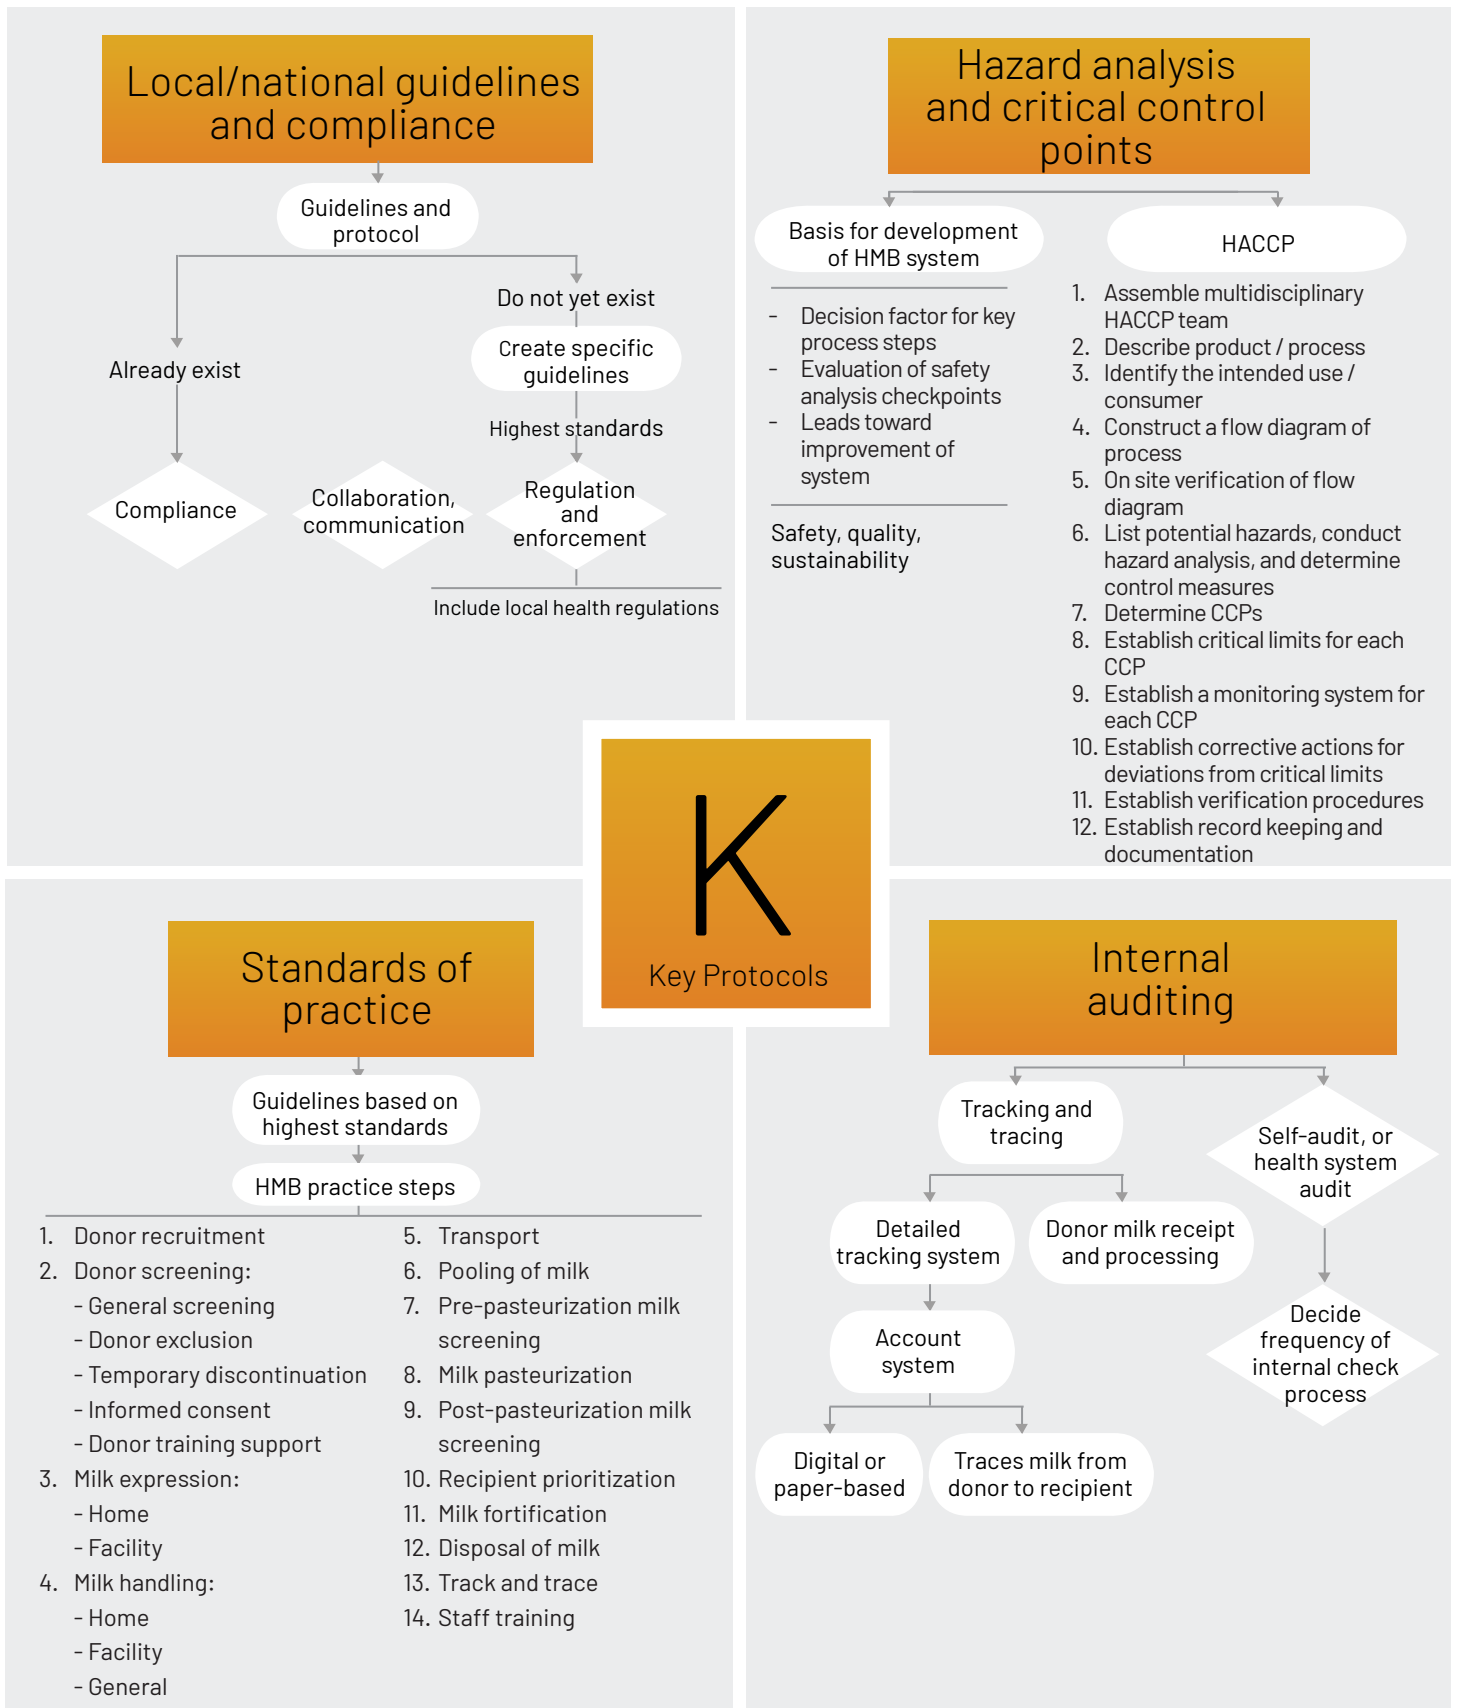 Local/national guidelines
and compliance
Guidelines and
protocol
Do not yet exist
Create specific
guidelines
Already exist
Highest standards
Compliance
Collaboration,
communication
Regulation
and
enforcement
Include local health regulations
Hazard analysis
and critical control
points
Basis for development
of HMB system
- Decision factor for key
process steps
- Evaluation of safety
analysis checkpoints
- Leads toward
improvement of
system
Safety, quality,
sustainability
HACCP
1. Assemble multidisciplinary
HACCP team
2. Describe product / process
3. Identify the intended use /
consumer
4. Construct a flow diagram of
process
5. On site verification of flow
diagram
6. List potential hazards, conduct
hazard analysis, and determine
control measures
7. Determine CCPs
8. Establish critical limits for each
CCP
9. Establish a monitoring system for
each CCP
10. Establish corrective actions for
deviations from critical limits
11. Establish verification procedures
12. Establish record keeping and
documentation
K
Key Protocols
Standards of
practice
Guidelines based on
highest standards
HMB practice steps
1. Donor recruitment
2. Donor screening:
- General screening
- Donor exclusion
- Temporary discontinuation
- Informed consent
- Donor training support
3. Milk expression:
- Home
- Facility
4. Milk handling:
- Home
- Facility
- General
5. Transport
6. Pooling of milk
7. Pre-pasteurization milk
screening
8. Milk pasteurization
9. Post-pasteurization milk
screening
10. Recipient prioritization
11. Milk fortification
12. Disposal of milk
13. Track and trace
14. Staff training
Internal
auditing
Tracking and
tracing
Self-audit, or
health system
audit
Detailed
tracking system
Donor milk receipt
and processing
Account
system
Decide
frequency of
internal check
process
Digital or
paper-based
Traces milk from
donor to recipient